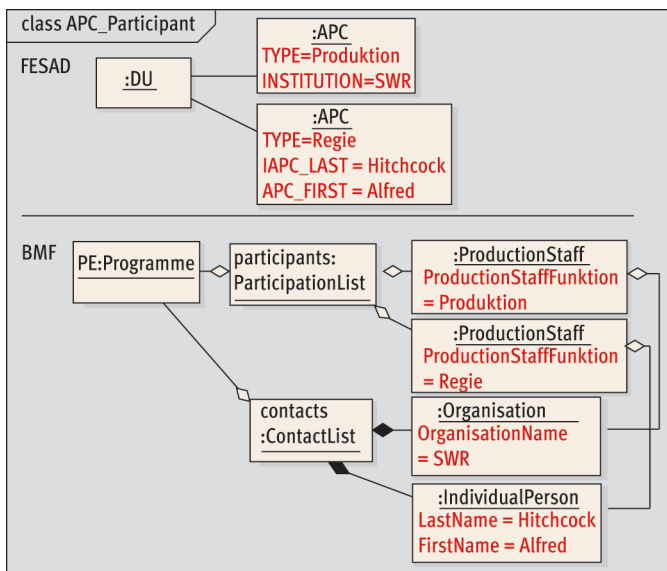 class APC_Participant
FESAD
:DU
:APC
TYPE=Produktion
INSTITUTION=SWR
:APC
TYPE=Regie
IAPC_LAST = Hitchcock
APC_FIRST = Alfred
BMF
PE:Programme
participants:
ParticipationList
:ProductionStaff
ProductionStaffFunktion
= Produktion
:ProductionStaff
ProductionStaffFunktion
= Regie
contacts
:ContactList
:Organisation
OrganisationName
= SWR
:IndividualPerson
LastName = Hitchcock
FirstName = Alfred